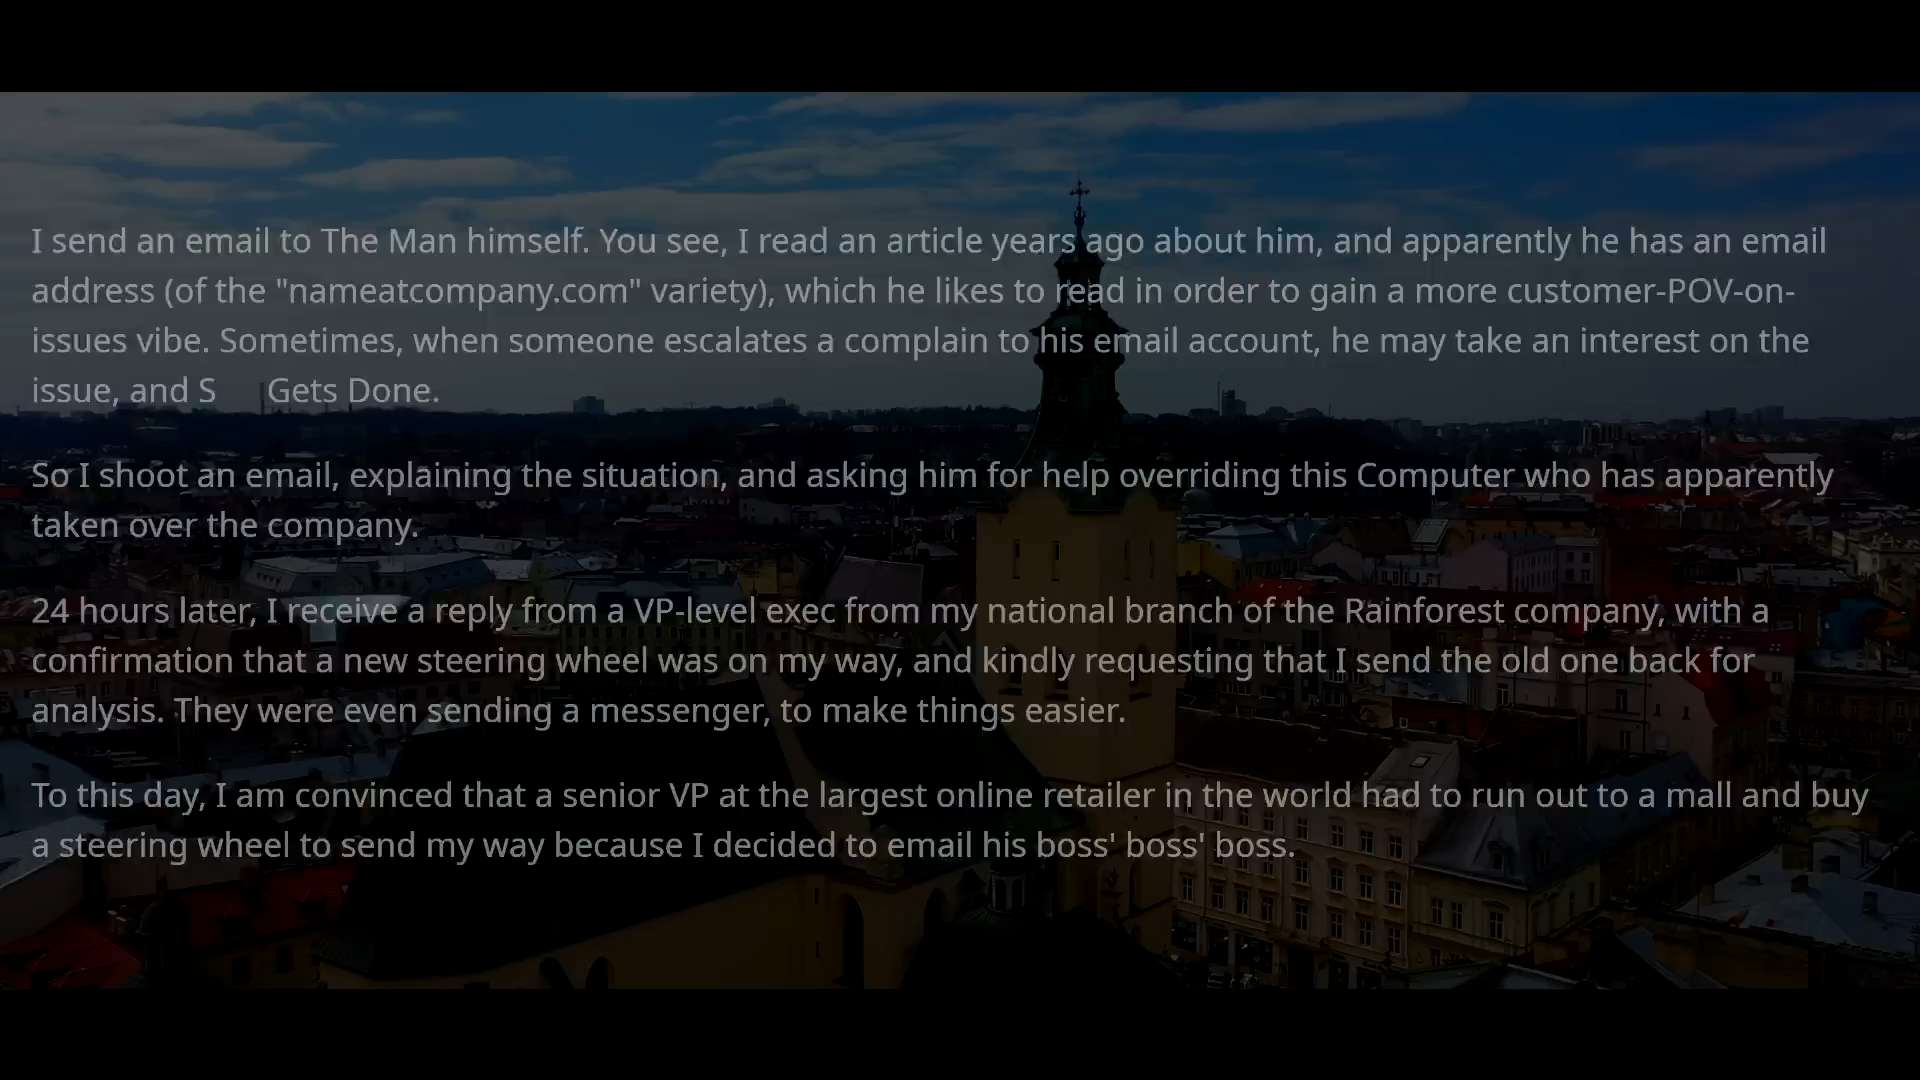 I send an email to The Man himself. You see, I read an article years ago about him, and apparently he has an email
address (of the "nameatcompany.com" variety), which he likes to read in order to gain a more customer-POV-on-
issues vibe. Sometimes, when someone escalates a complain to his email account, he may take an interest on the
issue, and S Gets Done.
So I shoot an email, explaining the situation, and asking him for help overriding this Computer who has apparently
taken over the company.
24 hours later, I receive a reply from a VP-level exec from my national branch of the Rainforest company, with a
confirmation that a new steering wheel was on my way, and kindly requesting that I send the old one back for
analysis. They were even sending a messenger, to make things easier.
To this day, I am convinced that a senior VP at the largest online retailer in the world had to run out to a mall and buy
a steering wheel to send my way because I decided to email his boss' boss' boss.